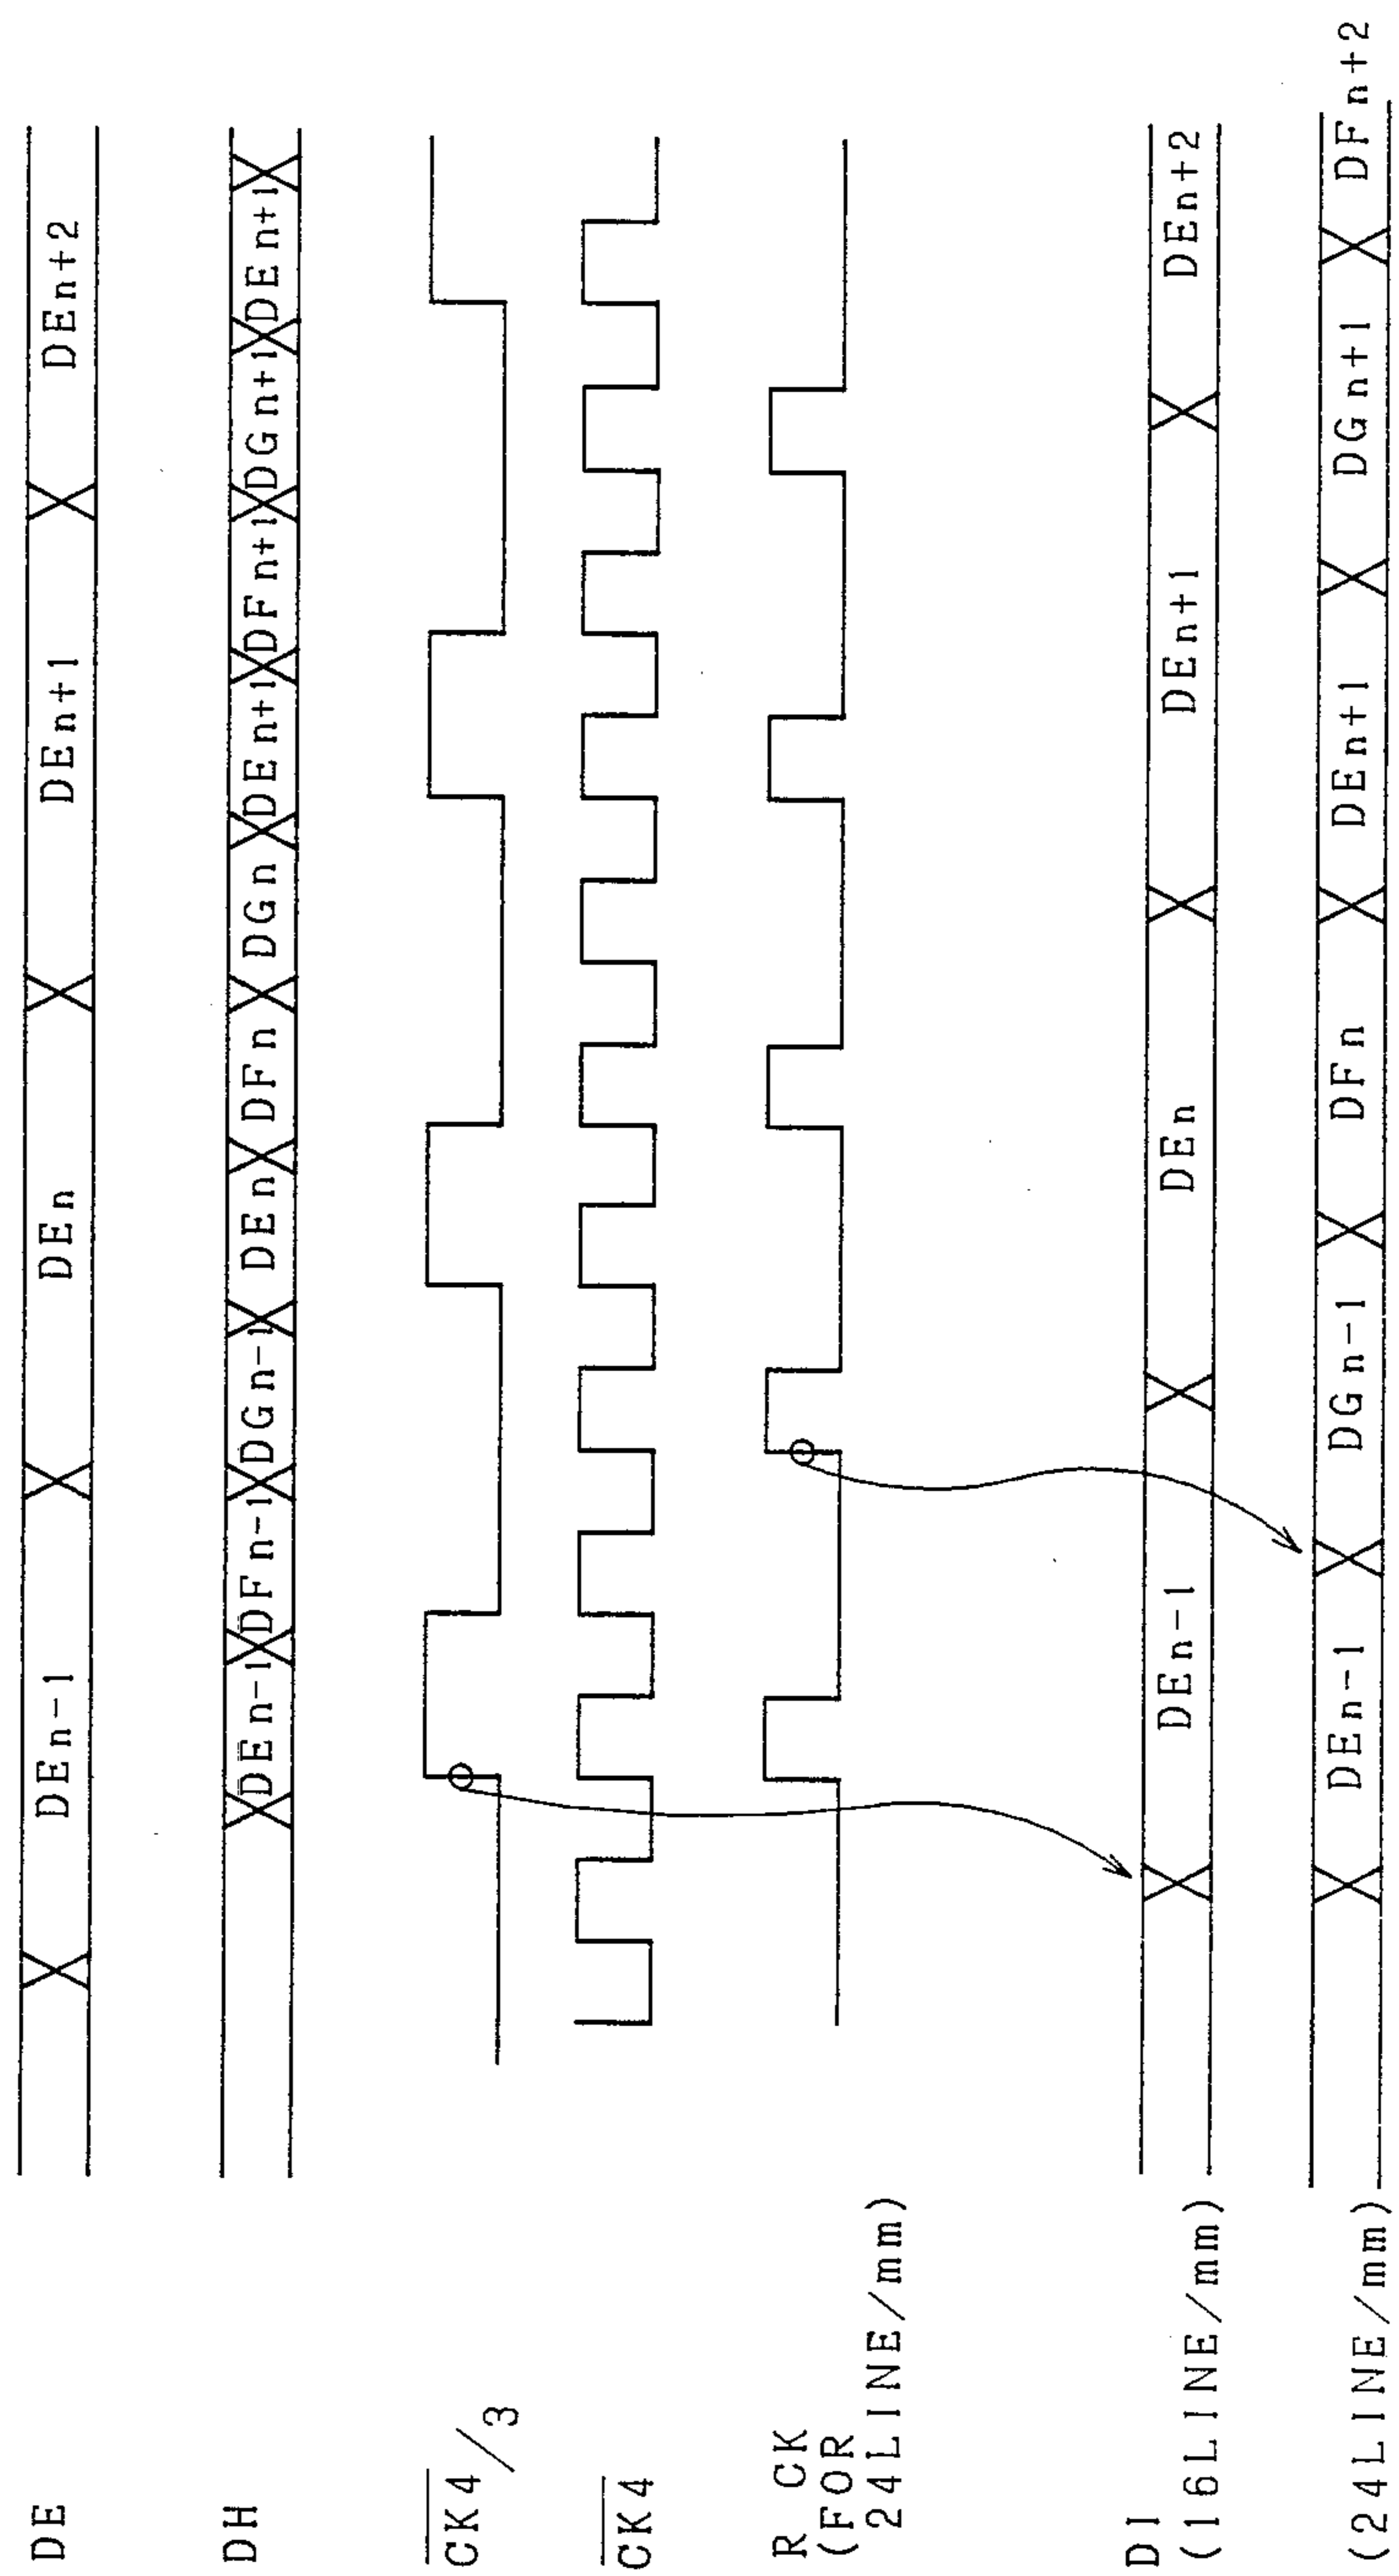 DE
DEn-1
DEn
DEn+1
DEn+2
DH
DEn-1
DFn-1
DGn-1
DEn
DFn
DGn
DEn+1
DFn+1
DGn+1
DEn+1
CK4/3
CK4
R CK
(FOR
24LINE/mm)
DI
(16LINE/mm)
DEn-1
DEn
DEn+1
DEn+2
(24LINE/mm)
DEn-1
DGn-1
DFn
DEn+1
DGn+1
DFn+2